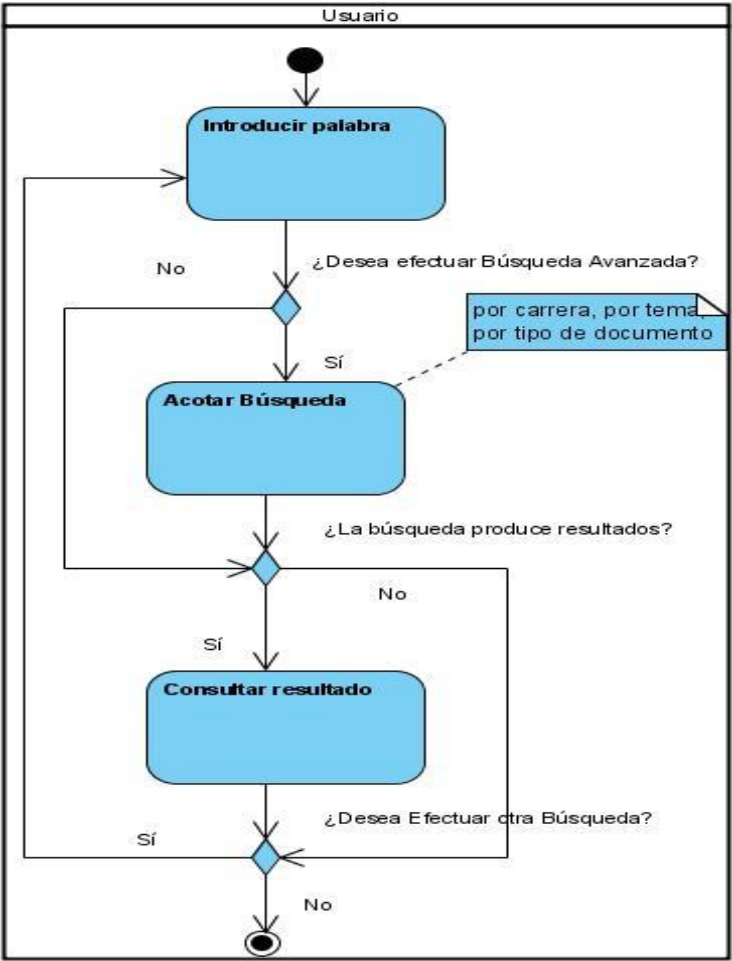 Usuario
Introducir palabra
¿Desea efectuar Búsqueda Avanzada?
No
por carrera, por tema,
por tipo de documento
Sí
Acotar Búsqueda
¿La búsqueda produce resultados?
No
Sí
Consultar resultado
¿Desea Efectuar otra Búsqueda?
Sí
No